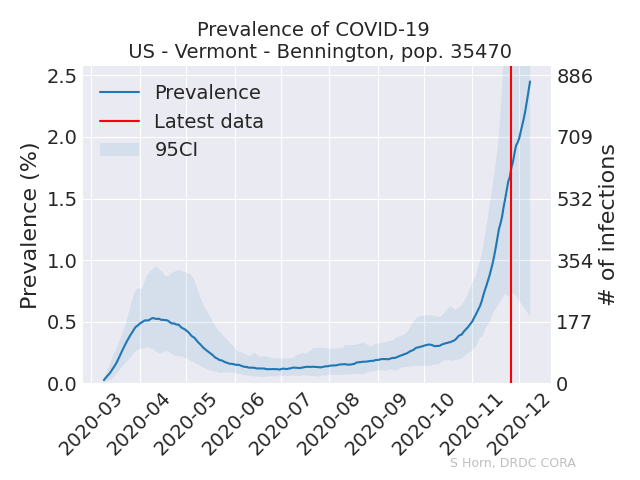 Prevalence of COVID-19
US - Vermont - Bennington, pop. 35470
Prevalence
Latest data
95CI
Prevalence (%)
2.5
2.0
1.5
1.0
0.5
0.0
886
709
532
354
177
0
# of infections
2020-03
2020-04
2020-05
2020-06
2020-07
2020-08
2020-09
2020-10
2020-11
2020-12
S Horn, DRDC CORA